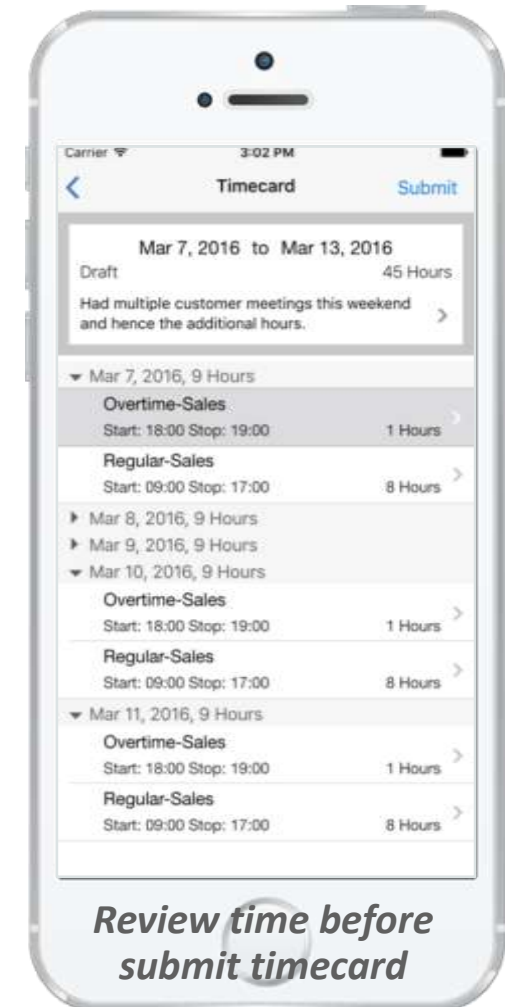 Carrier 3:02 PM
Timecard Submit
Mar 7, 2016 to Mar 13, 2016
Draft 45 Hours
Had multiple customer meetings this weekend
and hence the additional hours.
Mar 7, 2016, 9 Hours
Overtime-Sales
Start: 18:00 Stop: 19:00 1 Hours
Regular-Sales
Start: 09:00 Stop: 17:00 8 Hours
Mar 8, 2016, 9 Hours
Mar 9, 2016, 9 Hours
Mar 10, 2016, 9 Hours
Overtime-Sales
Start: 18:00 Stop: 19:00 1 Hours
Regular-Sales
Start: 09:00 Stop: 17:00 8 Hours
Mar 11, 2016, 9 Hours
Overtime-Sales
Start: 18:00 Stop: 19:00 1 Hours
Regular-Sales
Start: 09:00 Stop: 17:00 8 Hours
Review time before
submit timecard